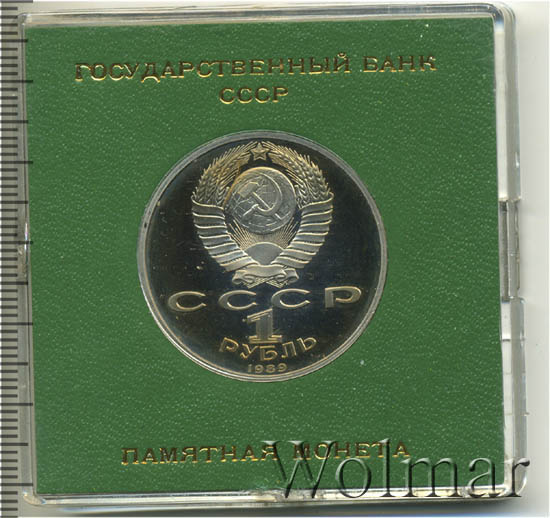 ГОСУДАРСТВЕННЫЙ БАНК
СССР
СССР
1
РУБЛЬ
1989
ПАМЯТНАЯ МОНЕТА
Wolmar